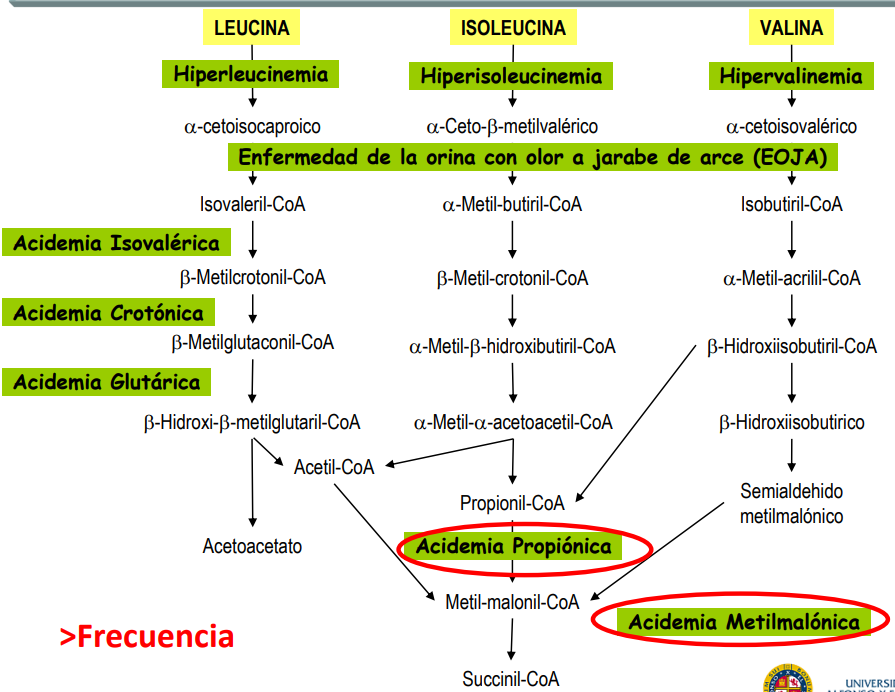 LEUCINA ISOLEUCINA VALINA
Hiperleucinemia Hiperisoleucinemia Hipervalinemia
α-cetoisocaproico α-Ceto-β-metilvalérico α-cetoisovalérico
Enfermedad de la orina con olor a jarabe de arce (EOJA)
Isovaleril-CoA α-Metil-butiril-CoA Isobutiril-CoA
Acidemia Isovalérica
β-Metilcrotonil-CoA β-Metil-crotonil-CoA α-Metil-acrilil-CoA
Acidemia Crotónica
β-Metilglutaconil-CoA α-Metil-β-hidroxibutiril-CoA β-Hidroxiisobutiril-CoA
Acidemia Glutárica
β-Hidroxi-β-metilglutaril-CoA α-Metil-α-acetoacetil-CoA β-Hidroxiisobutirico
Acetil-CoA
Propionil-CoA Semialdehido
metilmalónico
Acetoacetato Acidemia Propiónica
Metil-malonil-CoA Acidemia Metilmalónica
>Frecuencia
Succinil-CoA